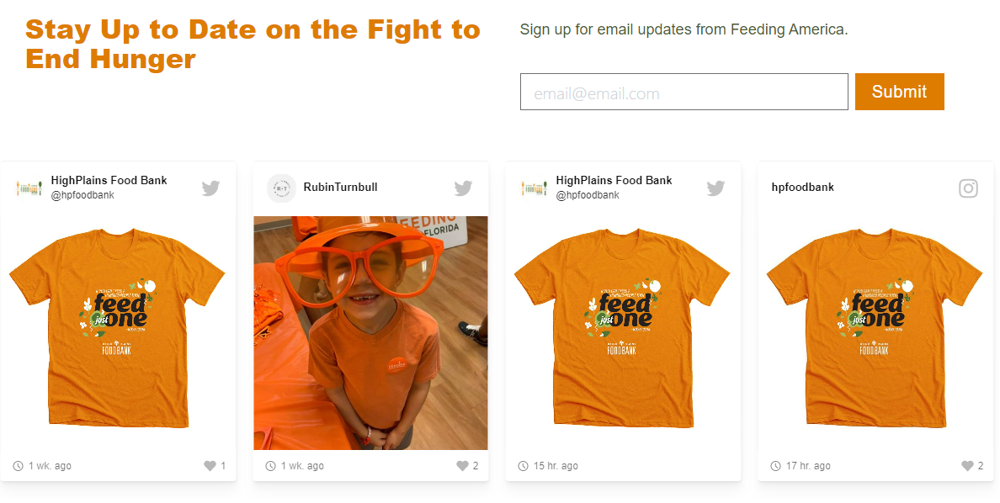 Stay Up to Date on the Fight to
End Hunger
Sign up for email updates from Feeding America.
email@email.com
Submit
HighPlains Food Bank
@hpfoodbank
feed
just one
FOOD BANK
1 wk. ago
1
RubinTurnbull
R•T
FEEDING
FLORIDA
1 wk. ago
2
HighPlains Food Bank
@hpfoodbank
feed
just one
FOOD BANK
15 hr. ago
hpfoodbank
feed
just one
FOOD BANK
17 hr. ago
2